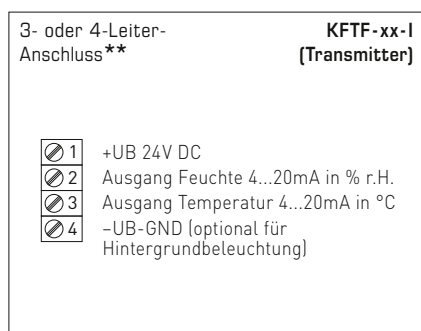 3- oder 4-Leiter-
Anschluss**
KFTF-xx-I
(Transmitter)
1 +UB 24V DC
2 Ausgang Feuchte 4...20mA in % r.H.
3 Ausgang Temperatur 4...20mA in °C
4 –UB-GND (optional für
Hintergrundbeleuchtung)